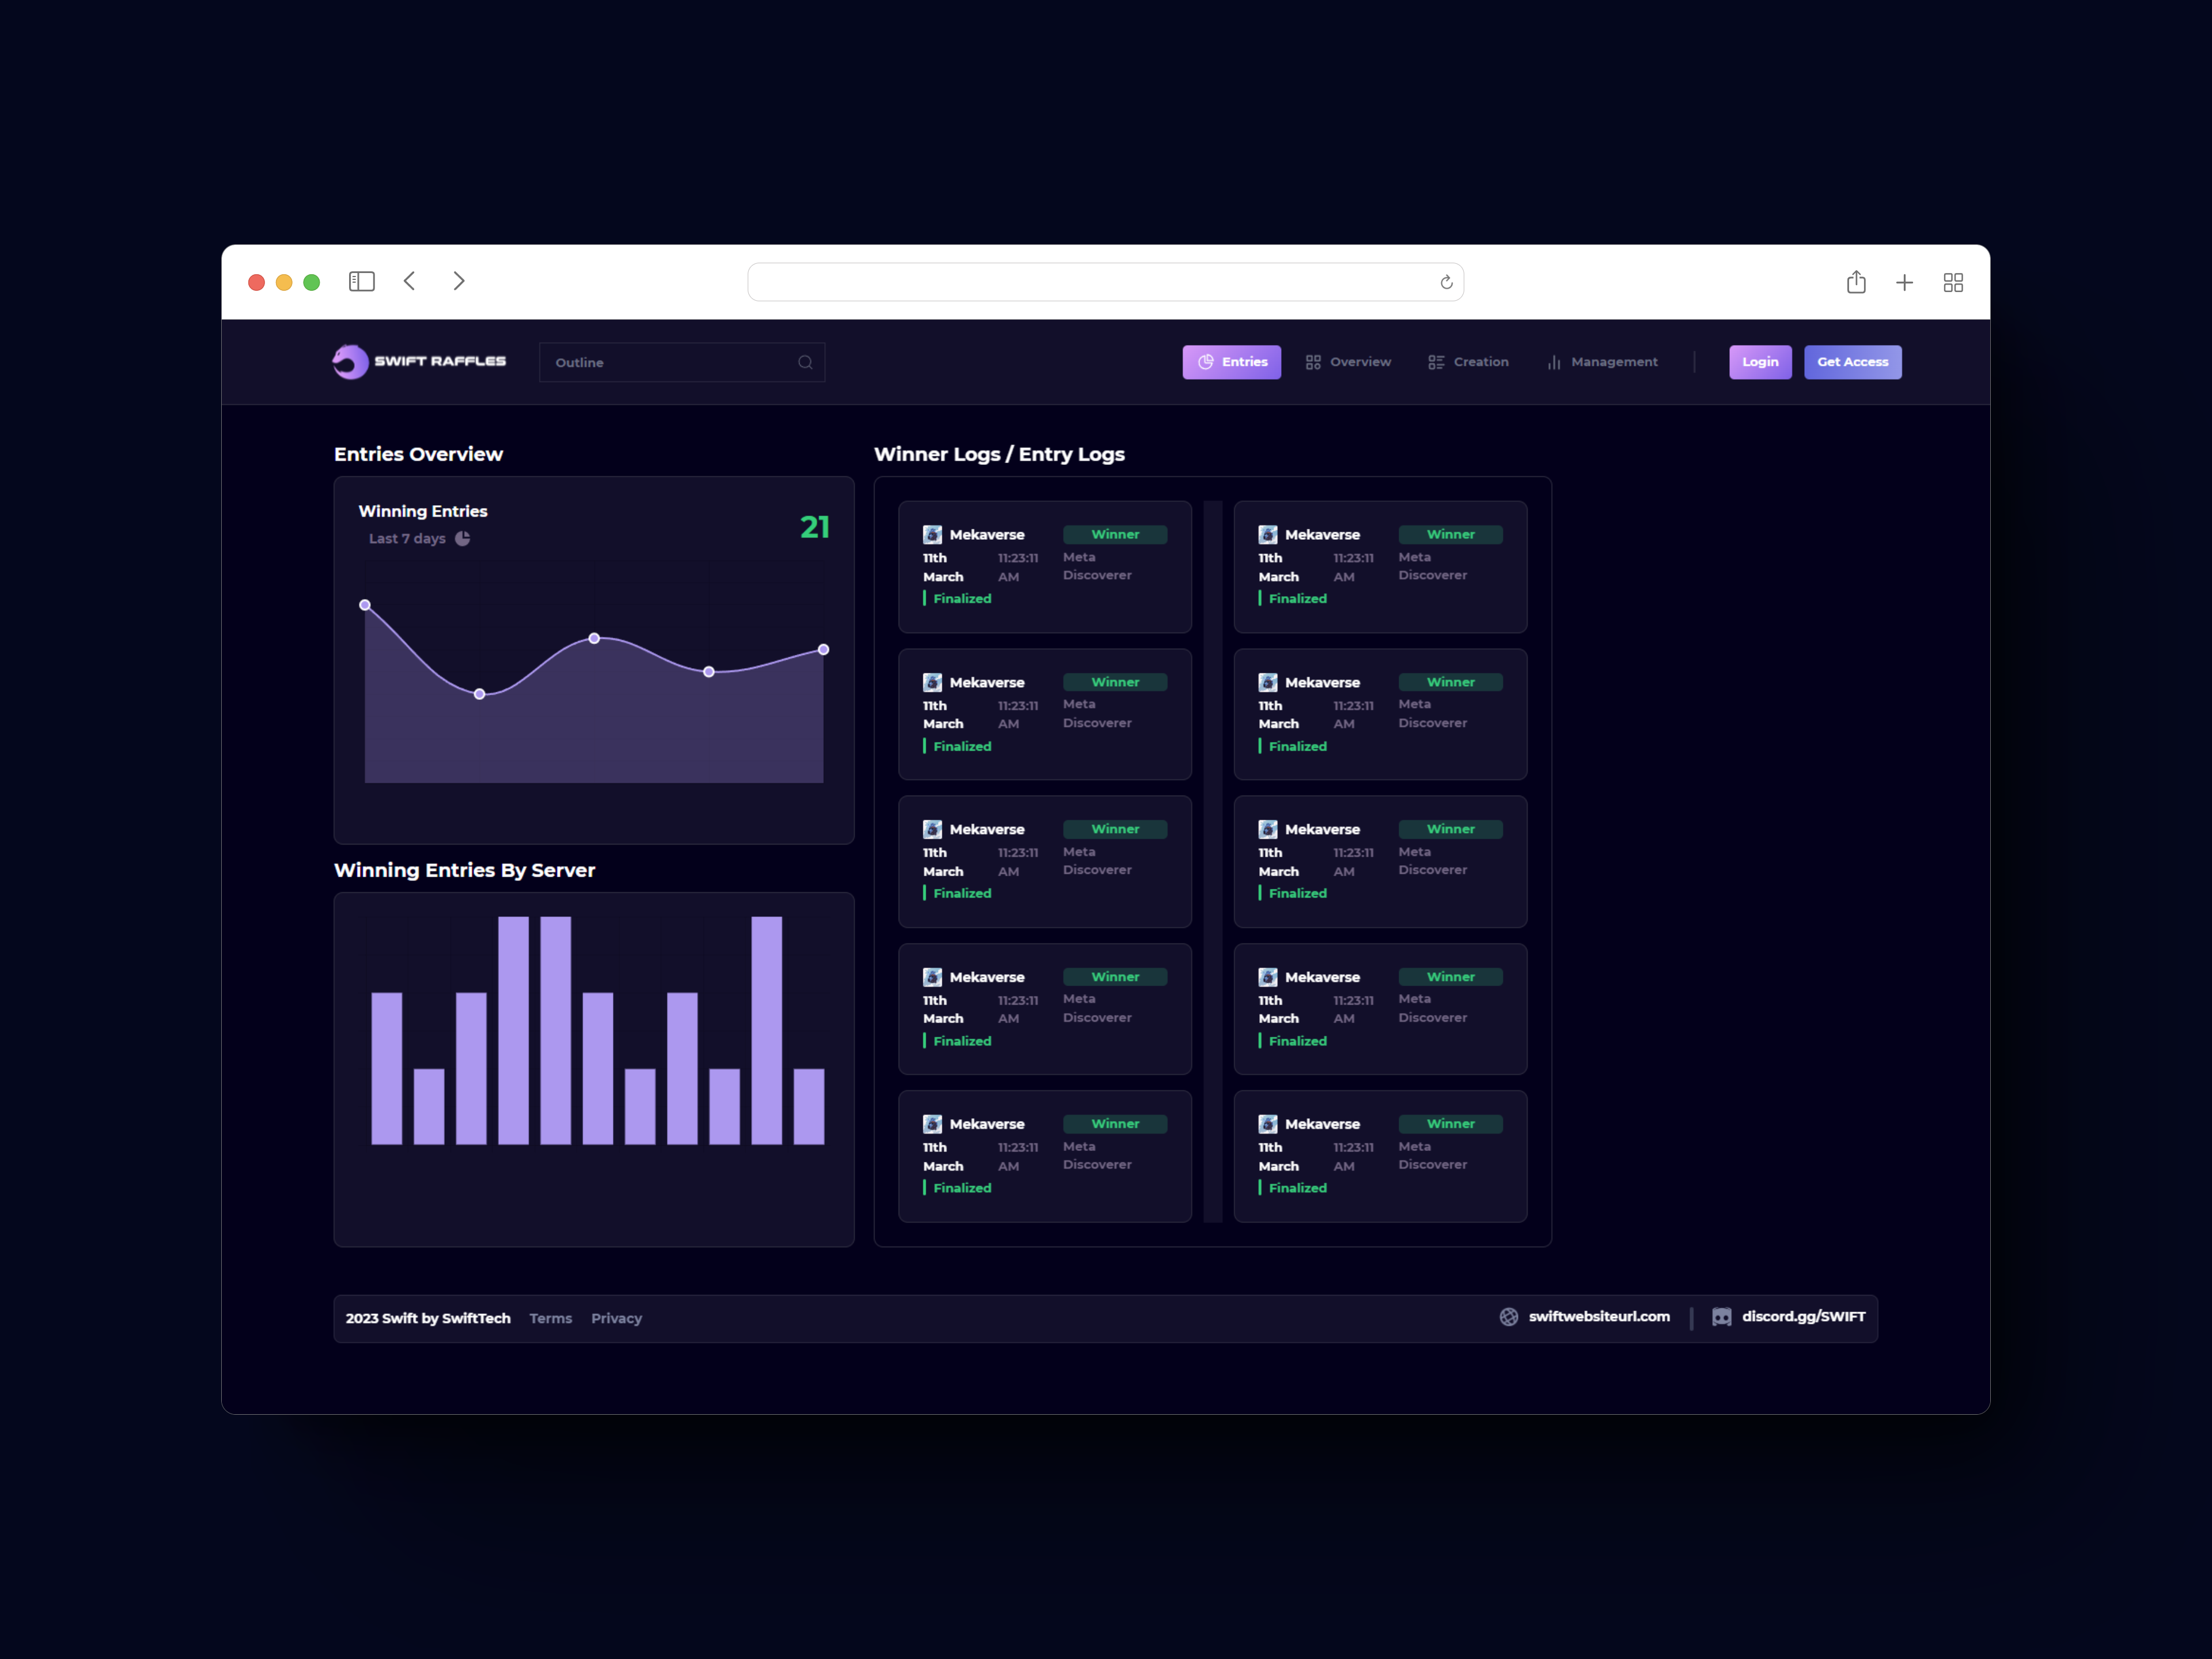 SWIFT RAFFLES
Outline
Entries
Overview
Creation
Management
Login
Get Access
Entries Overview
Winning Entries
Last 7 days
21
Winning Entries By Server
Winner Logs / Entry Logs
Mekaverse Winner
11th 11:23:11 Meta
March AM Discoverer
Finalized
Mekaverse Winner
11th 11:23:11 Meta
March AM Discoverer
Finalized
Mekaverse Winner
11th 11:23:11 Meta
March AM Discoverer
Finalized
Mekaverse Winner
11th 11:23:11 Meta
March AM Discoverer
Finalized
Mekaverse Winner
11th 11:23:11 Meta
March AM Discoverer
Finalized
Mekaverse Winner
11th 11:23:11 Meta
March AM Discoverer
Finalized
Mekaverse Winner
11th 11:23:11 Meta
March AM Discoverer
Finalized
Mekaverse Winner
11th 11:23:11 Meta
March AM Discoverer
Finalized
Mekaverse Winner
11th 11:23:11 Meta
March AM Discoverer
Finalized
Mekaverse Winner
11th 11:23:11 Meta
March AM Discoverer
Finalized
2023 Swift by SwiftTech Terms Privacy
swiftwebsiteurl.com
discord.gg/SWIFT